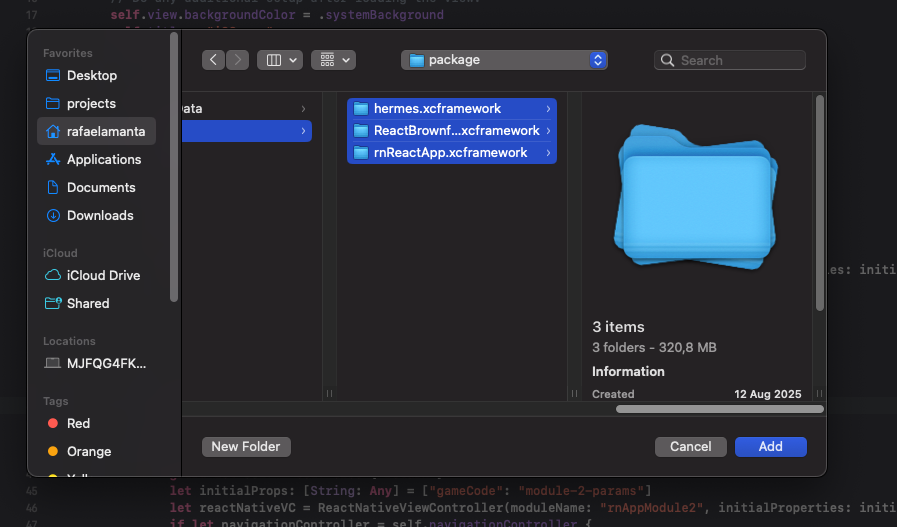 17 self.view.backgroundColor = .systemBackground
Favorites
Desktop
projects
rafaelamanta
Applications
Documents
Downloads
iCloud
iCloud Drive
Shared
Locations
MJFQG4FK...
Tags
Red
Orange
package
Search
ata
hermes.xcframework
ReactBrownf...xcframework
rnReactApp.xcframework
3 items
3 folders - 320,8 MB
Information
Created 12 Aug 2025
es: initi
New Folder
Cancel
Add
45 let initialProps: [String: Any] = ["gameCode": "module-2-params"]
46 let reactNativeVC = ReactNativeViewController(moduleName: "rnAppModule2", initialProperties: initi
47 if let navigationController = self.navigationController {